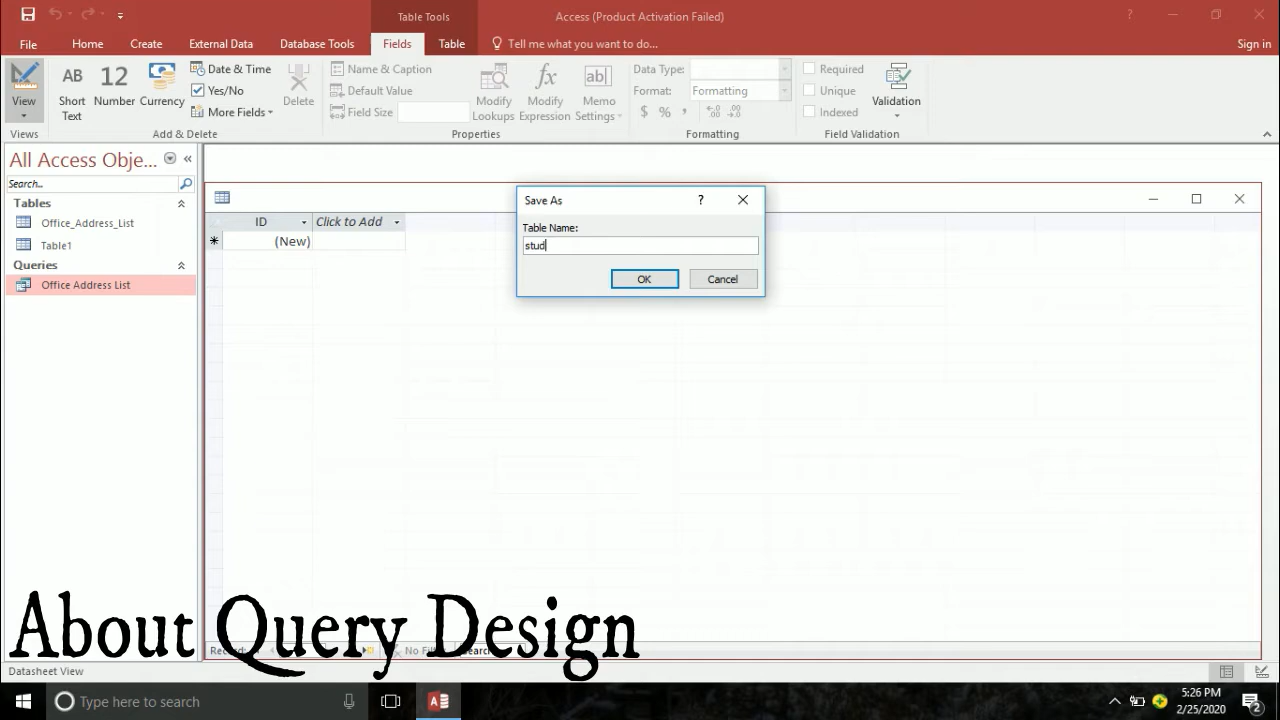 Table Tools
Access (Product Activation Failed)
File Home Create External Data Database Tools Fields Table Tell me what you want to do... Sign in
View
Views
AB
Short Text
12
Number
Currency
Date & Time
Yes/No
More Fields
Delete
Add & Delete
Name & Caption
Default Value
Field Size
Modify Lookups
fx
Modify Expression
ab
Memo Settings
Properties
Data Type:
Format: Formatting
$ % ,
Formatting
Required
Unique
Indexed
Validation
Field Validation
All Access Obje...
Search..
Tables
Office_Address_List
Table1
Queries
Office Address List
ID Click to Add
(New)
Save As
?
Table Name:
stud
OK Cancel
About Query Design
Datasheet View
Type here to search
5:26 PM
2/25/2020
2